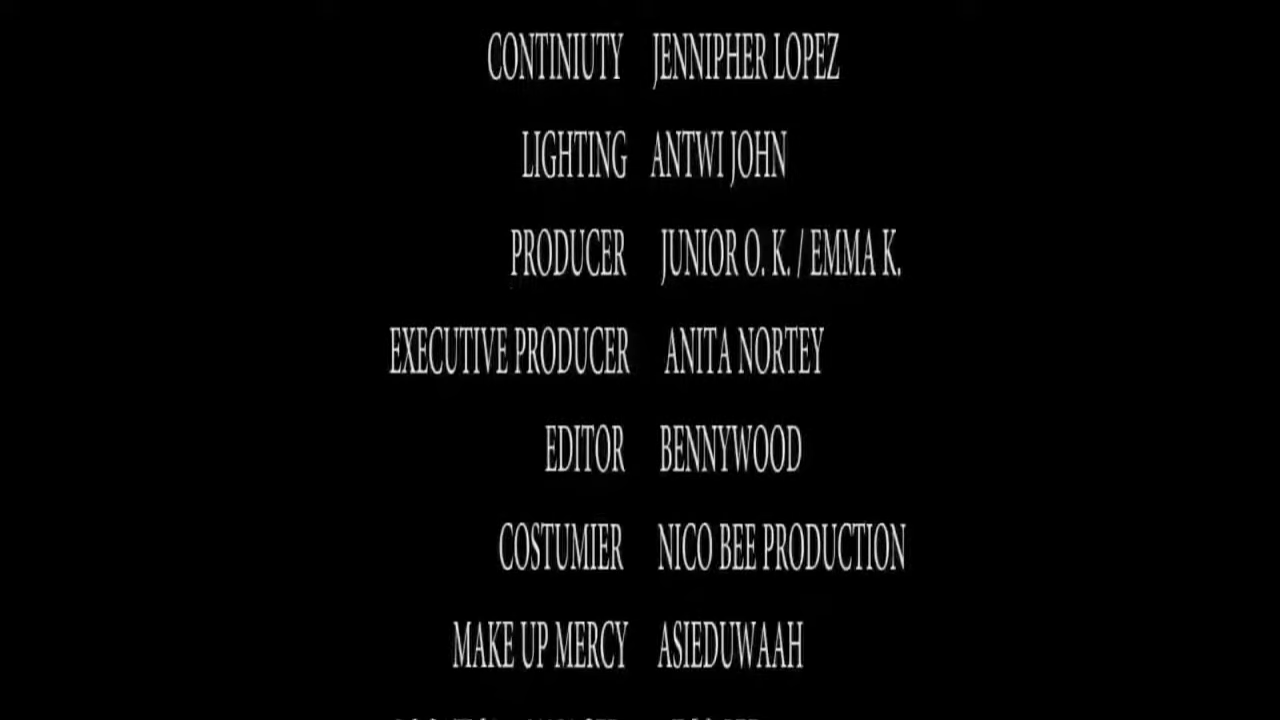 CONTINIUTY JENNIPHER LOPEZ
LIGHTING ANTWI JOHN
PRODUCER JUNIOR O. K. / EMMA K.
EXECUTIVE PRODUCER ANITA NORTEY
EDITOR BENNYWOOD
COSTUMIER NICO BEE PRODUCTION
MAKE UP MERCY ASIEDUWAAH